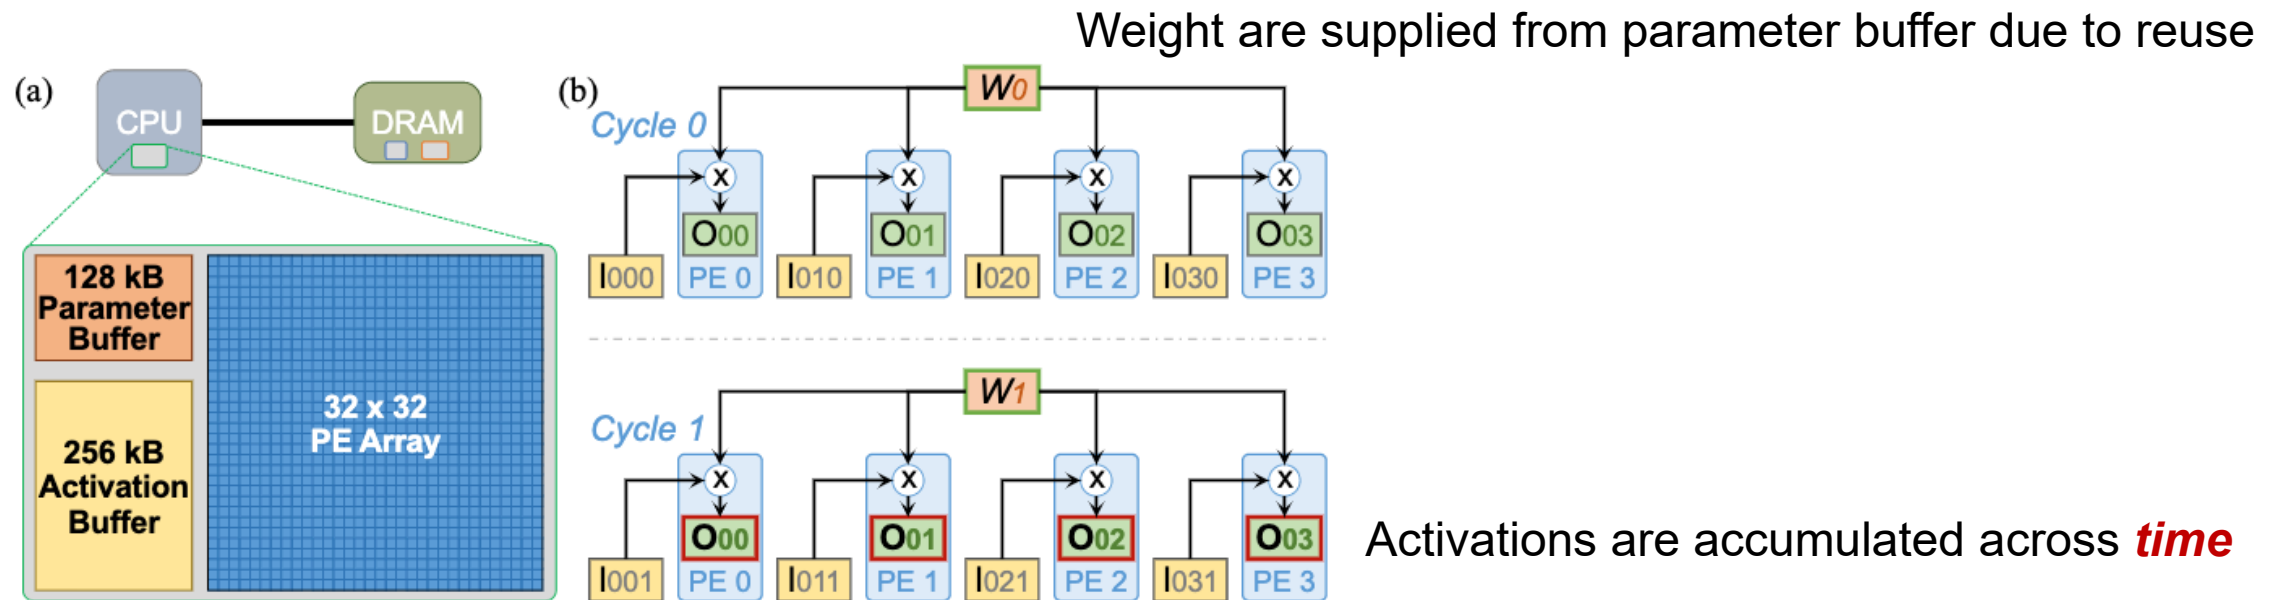 Weight are supplied from parameter buffer due to reuse
(a)
CPU
DRAM
128 kB
Parameter
Buffer
256 kB
Activation
Buffer
32 x 32
PE Array
(b)
W0
Cycle 0
X X X X
O00 O01 O02 O03
I000 PE 0 I010 PE 1 I020 PE 2 I030 PE 3
W1
Cycle 1
X X X X
O00 O01 O02 O03
I001 PE 0 I011 PE 1 I021 PE 2 I031 PE 3
Activations are accumulated across time